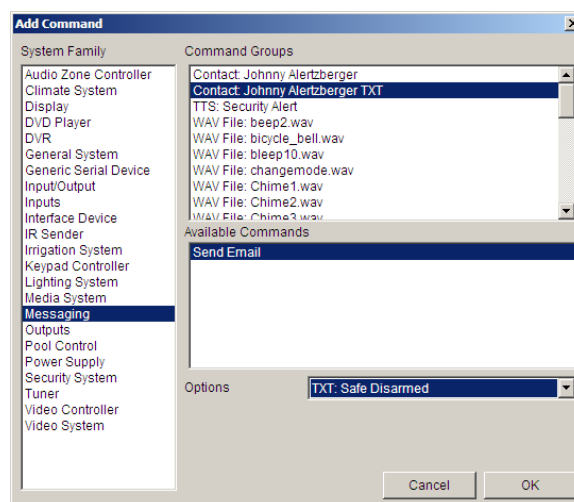 Add Command
System Family
Audio Zone Controller
Climate System
Display
DVD Player
DVR
General System
Generic Serial Device
Input/Output
Inputs
Interface Device
IR Sender
Irrigation System
Keypad Controller
Lighting System
Media System
Messaging
Outputs
Pool Control
Power Supply
Security System
Tuner
Video Controller
Video System
Command Groups
Contact: Johnny Alertzberger
Contact: Johnny Alertzberger TXT
TTS: Security Alert
WAV File: beep2.wav
WAV File: bicycle_bell.wav
WAV File: bleep10.wav
WAV File: changemode.wav
WAV File: Chime1.wav
WAV File: Chime2.wav
WAV File: Chime3.wav
Available Commands
Send Email
Options
TXT: Safe Disarmed
Cancel
OK